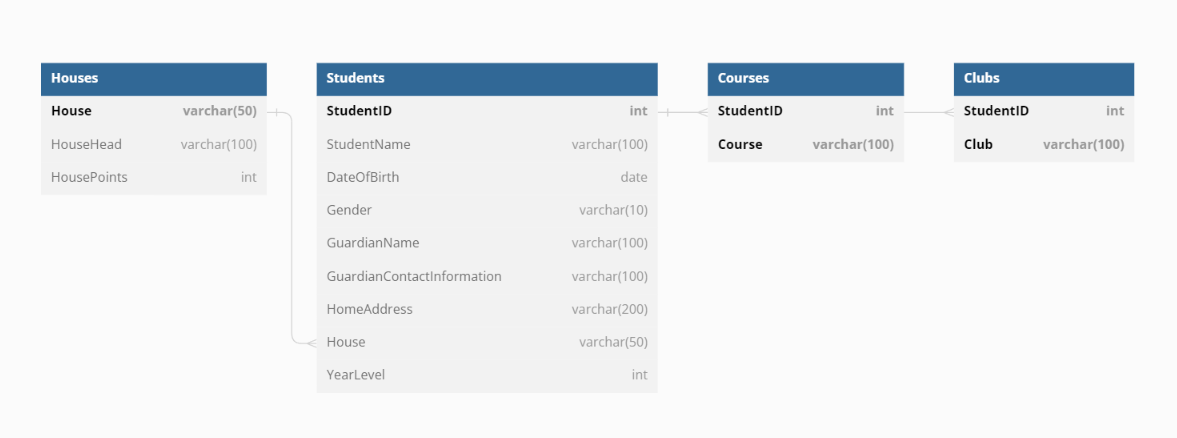 Houses
House varchar(50)
HouseHead varchar(100)
HousePoints int
Students
StudentID int
StudentName varchar(100)
DateOfBirth date
Gender varchar(10)
GuardianName varchar(100)
GuardianContactInformation varchar(100)
HomeAddress varchar(200)
House varchar(50)
YearLevel int
Courses
StudentID int
Course varchar(100)
Clubs
StudentID int
Club varchar(100)